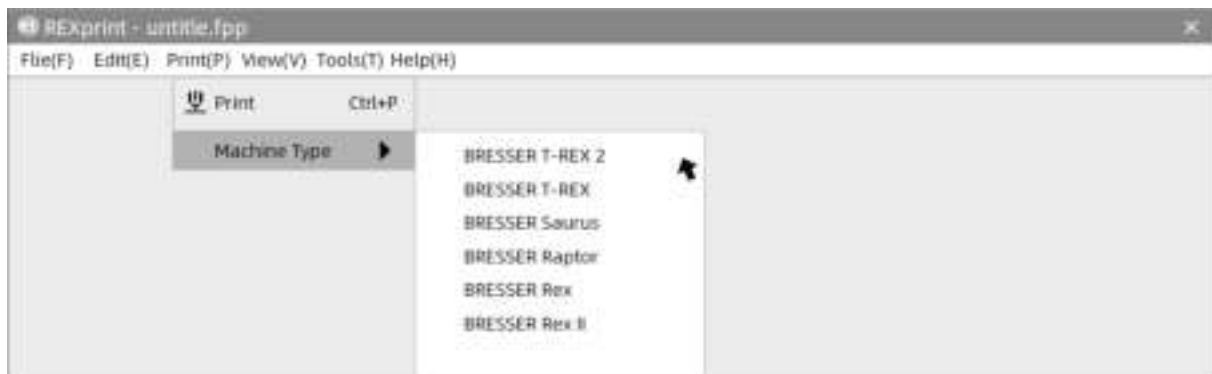 REXprint - untitle.fpp
Flie(F) Edit(E) Print(P) View(V) Tools(T) Help(H)
Print Ctrl+P
Machine Type
BRESSER T-REX 2
BRESSER T-REX
BRESSER Saurus
BRESSER Raptor
BRESSER Rex
BRESSER Rex II